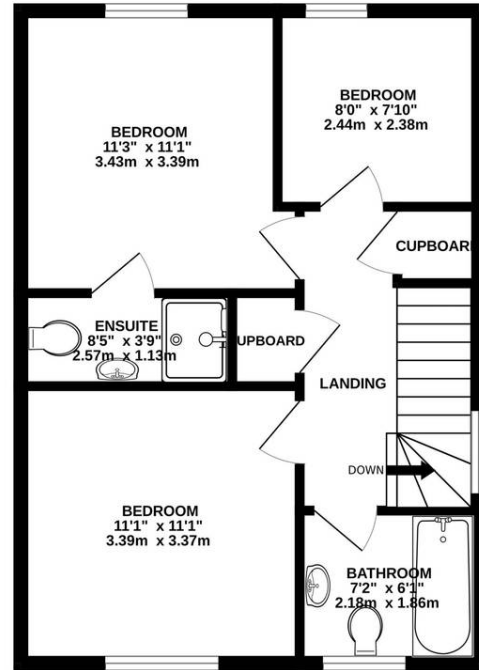 BEDROOM
11'3" x 11'1"
3.43m x 3.39m
BEDROOM
8'0" x 7'10"
2.44m x 2.38m
CUPBOARD
ENSUITE
8'5" x 3'9"
2.57m x 1.13m
UPBOARD
LANDING
DOWN
BEDROOM
11'1" x 11'1"
3.39m x 3.37m
BATHROOM
7'2" x 6'1"
2.18m x 1.86m